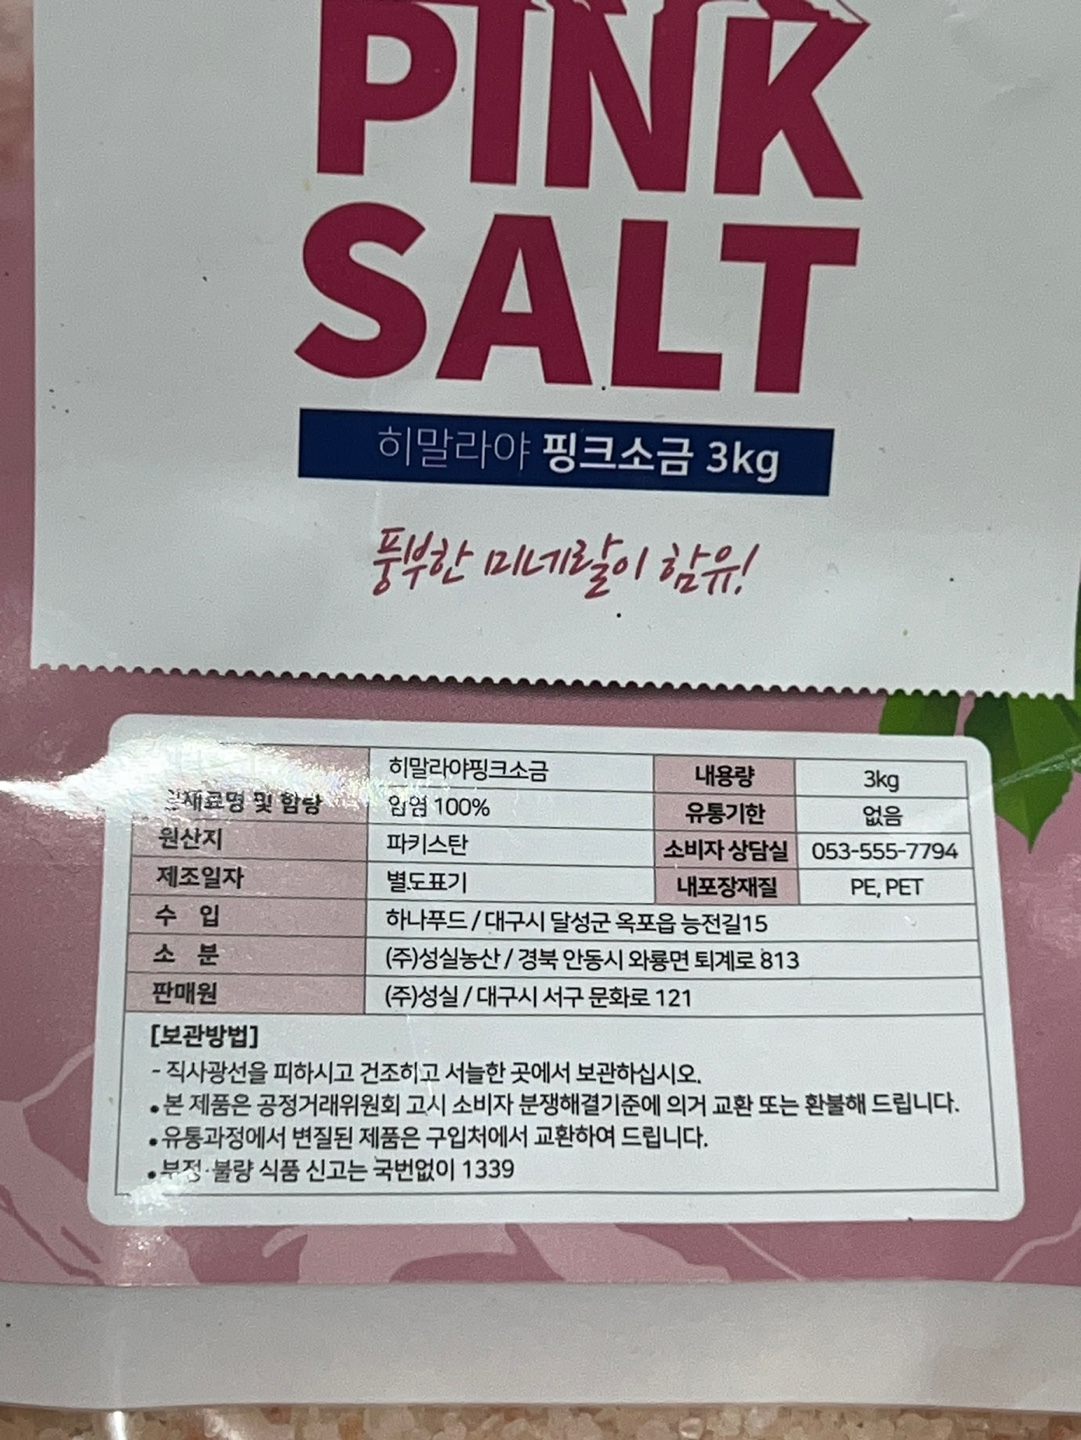 PINK
SALT
히말라야 핑크소금 3kg
풍부한 미네랄이 함유!
히말라야핑크소금 내용량 3kg
원재료명 및 함량 암염 100% 유통기한 없음
원산지 파키스탄 소비자 상담실 053-555-7794
제조일자 별도표기 내포장재질 PE, PET
수 입 하나푸드 / 대구시 달성군 옥포읍 능전길15
소 분 (주)성실농산 / 경북 안동시 와룡면 퇴계로 813
판매원 (주)성실 / 대구시 서구 문화로 121
[보관방법]
- 직사광선을 피하시고 건조하고 서늘한 곳에서 보관하십시오.
• 본 제품은 공정거래위원회 고시 소비자 분쟁해결기준에 의거 교환 또는 환불해 드립니다.
• 유통과정에서 변질된 제품은 구입처에서 교환하여 드립니다.
• 부정·불량 식품 신고는 국번없이 1339